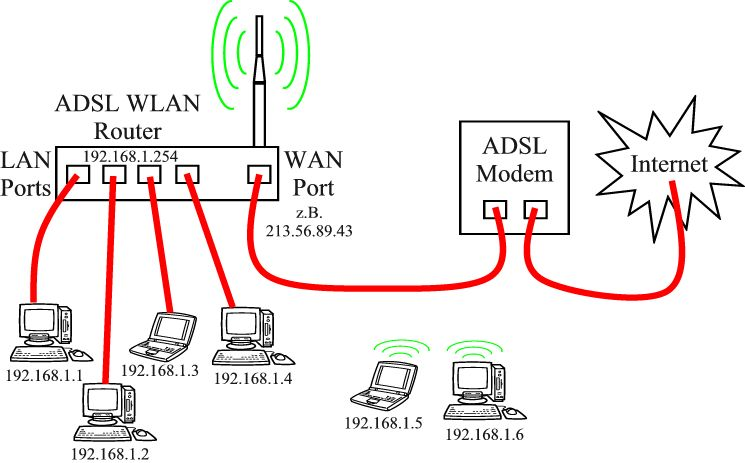 ADSL WLAN
Router
192.168.1.254
LAN
Ports
WAN
Port
z.B.
213.56.89.43
ADSL
Modem
Internet
192.168.1.1
192.168.1.2
192.168.1.3
192.168.1.4
192.168.1.5
192.168.1.6